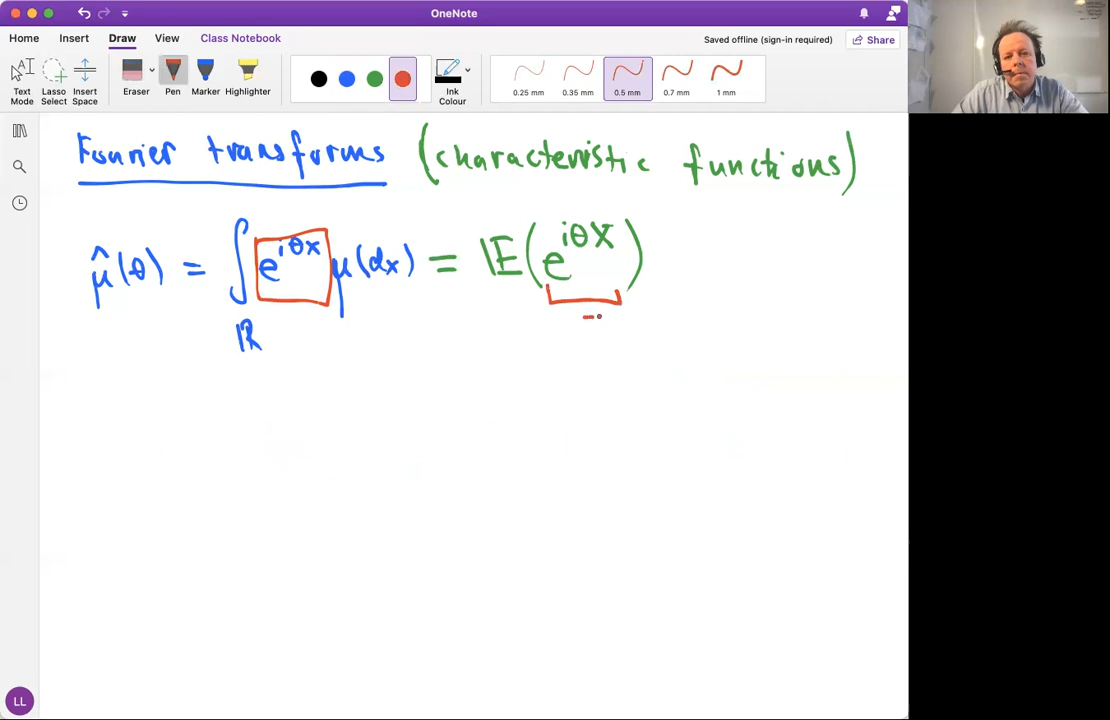 OneNote
Home Insert Draw View Class Notebook Saved offline (sign-in required) Share
Text Mode Lasso Select Insert Space Eraser Pen Marker Highlighter Ink Colour 0.25 mm 0.35 mm 0.5 mm 0.7 mm 1 mm
Fourier transforms (characteristic functions)
μ̂(θ) = ∫_ℝ e^{iθx} μ(dx) = 𝔼(e^{iθX})
LL